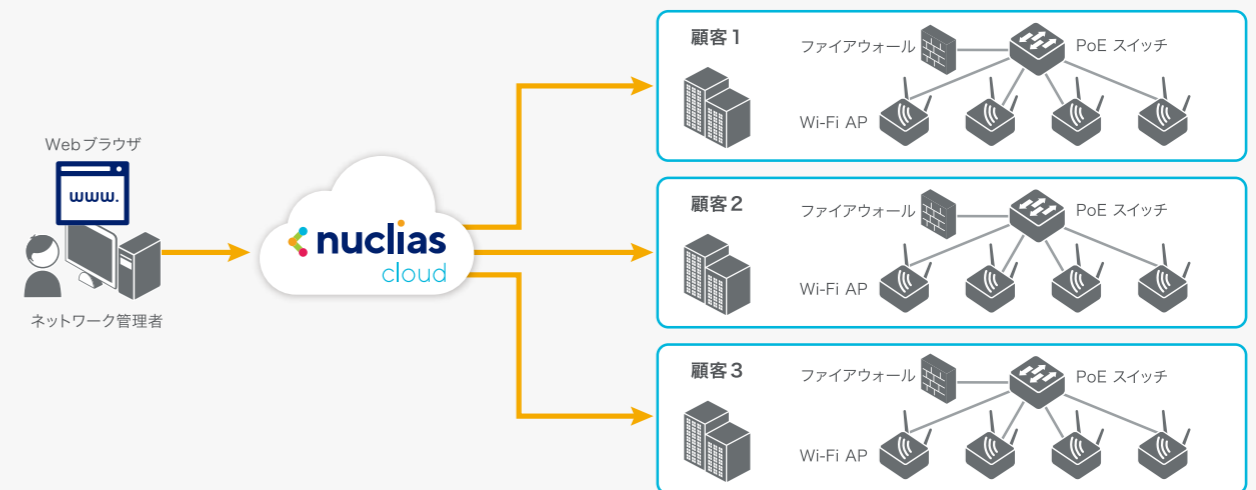 Webブラウザ
www.
ネットワーク管理者
nuclias
cloud
顧客1
ファイアウォール
PoE スイッチ
Wi-Fi AP
顧客2
ファイアウォール
PoE スイッチ
Wi-Fi AP
顧客3
ファイアウォール
PoE スイッチ
Wi-Fi AP